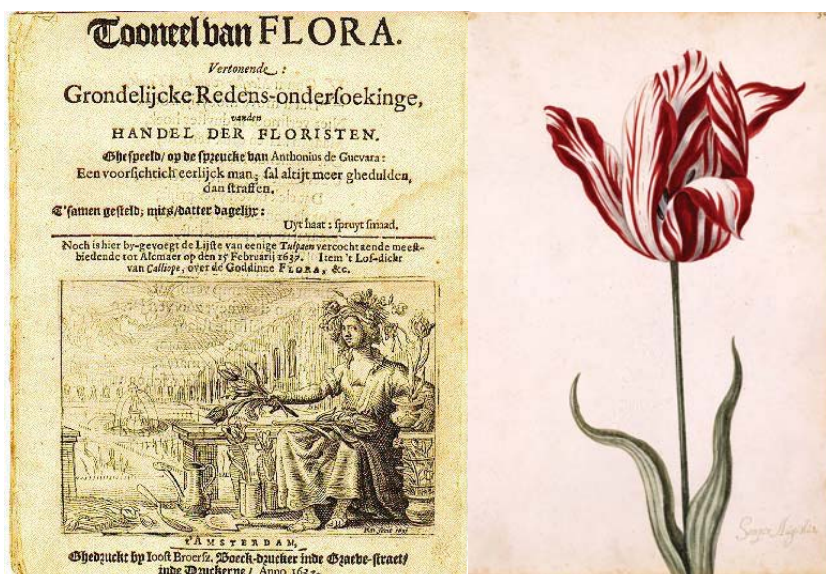 Tooneel van FLORA.
Vertonende:
Grondelijcke Redens-ondersoekinge,
vanden
HANDEL DER FLORISTEN.
Ghespeeld/ op de spreucke van Anthonius de Guevara:
Een voorsichtich eerlijck man, sal altijt meer ghedulden,
dan straffen.
T'samen gesteld; mits/datter dagelijx:
Uyt haat: spruyt smaad.
Noch is hier by-gevoegt de Lijste van eenige Tulpaen vercocht aende meest-
biedende tot Alcmaer op den 5 Februarij 1637. Item 't Lof-dicht
van Calliope, over de Goddinne FLORA, &c.
t'AMSTERDAM,
Ghedruckt by Joost Broersz. Boeck-drucker inde Graeve-straet/
inde Druckerye / Anno 1637.
Semper Augustus